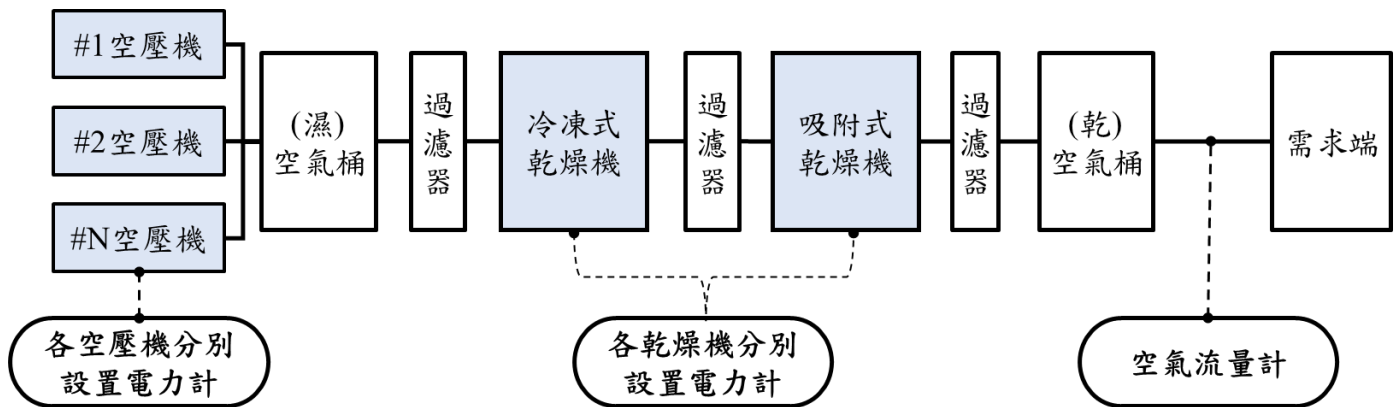 #1空壓機
#2空壓機
#N空壓機
(濕)
空氣桶
過
濾
器
冷凍式
乾燥機
過
濾
器
吸附式
乾燥機
過
濾
器
(乾)
空氣桶
需求端
各空壓機分別
設置電力計
各乾燥機分別
設置電力計
空氣流量計